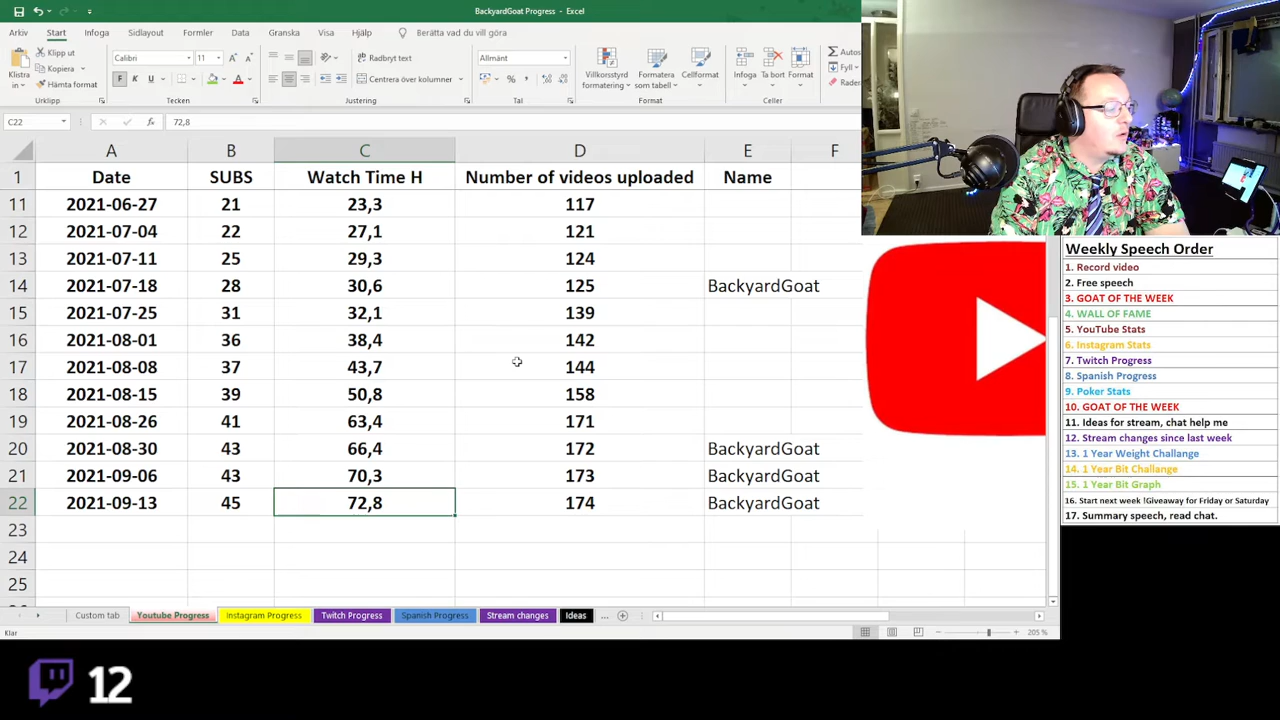 BackyardGoat Progress - Excel
Arkiv Start Infoga Sidlayout Formler Data Granska Visa Hjälp Berätta vad du vill göra
Klistra in
Klipp ut
Kopiera
Hämta format
Urklipp
Calibri 11
F K U
Tecken
Radbryt text
Centrera över kolumner
Justering
Allmänt
Tal
Villkorsstyrd formatering
Formatera som tabell
Cellformat
Format
Infoga Ta bort Format
Celler
Fyll
C22 72,8
A B C D E F
1 Date SUBS Watch Time H Number of videos uploaded Name
11 2021-06-27 21 23,3 117
12 2021-07-04 22 27,1 121
13 2021-07-11 25 29,3 124
14 2021-07-18 28 30,6 125 BackyardGoat
15 2021-07-25 31 32,1 139
16 2021-08-01 36 38,4 142
17 2021-08-08 37 43,7 144
18 2021-08-15 39 50,8 158
19 2021-08-26 41 63,4 171
20 2021-08-30 43 66,4 172 BackyardGoat
21 2021-09-06 43 70,3 173 BackyardGoat
22 2021-09-13 45 72,8 174 BackyardGoat
23
24
25
Custom tab Youtube Progress Instagram Progress Twitch Progress Spanish Progress Stream changes Ideas ...
Klar
205 %
Weekly Speech Order
1. Record video
2. Free speech
3. GOAT OF THE WEEK
4. WALL OF FAME
5. YouTube Stats
6. Instagram Stats
7. Twitch Progress
8. Spanish Progress
9. Poker Stats
10. GOAT OF THE WEEK
11. Ideas for stream, chat help me
12. Stream changes since last week
13. 1 Year Weight Challange
14. 1 Year Bit Challange
15. 1 Year Bit Graph
16. Start next week !Giveaway for Friday or Saturday
17. Summary speech, read chat.
12